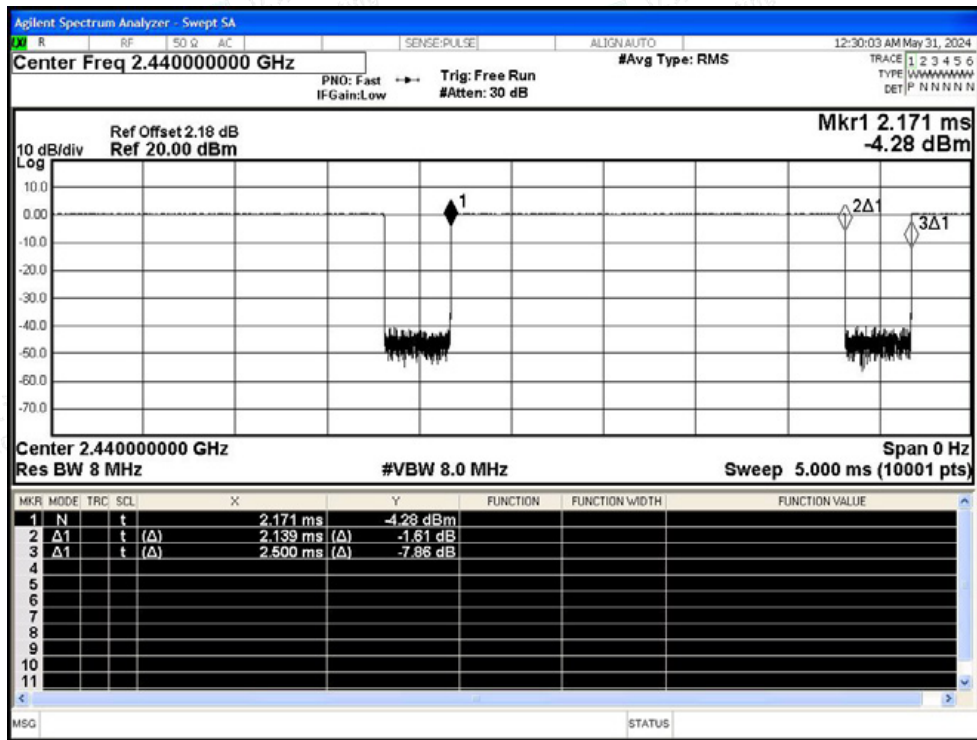 Agilent Spectrum Analyzer - Swept SA
LXI R RF 50 Ω AC SENSE:PULSE ALIGN AUTO 12:30:03 AM May 31, 2024
Center Freq 2.440000000 GHz #Avg Type: RMS TRACE 1 2 3 4 5 6
PNO: Fast Trig: Free Run TYPE WWWWWW
IFGain:Low #Atten: 30 dB DET P N N N N N
Mkr1 2.171 ms
-4.28 dBm
Ref Offset 2.18 dB
10 dB/div Ref 20.00 dBm
Log
10.0
0.00
-10.0
-20.0
-30.0
-40.0
-50.0
-60.0
-70.0
1
2Δ1
3Δ1
Center 2.440000000 GHz Span 0 Hz
Res BW 8 MHz #VBW 8.0 MHz Sweep 5.000 ms (10001 pts)
MKR MODE TRC SCL X Y FUNCTION FUNCTION WIDTH FUNCTION VALUE
1 N t 2.171 ms -4.28 dBm
2 Δ1 t (Δ) 2.139 ms (Δ) -1.61 dB
3 Δ1 t (Δ) 2.500 ms (Δ) -7.86 dB
4
5
6
7
8
9
10
11
MSG STATUS